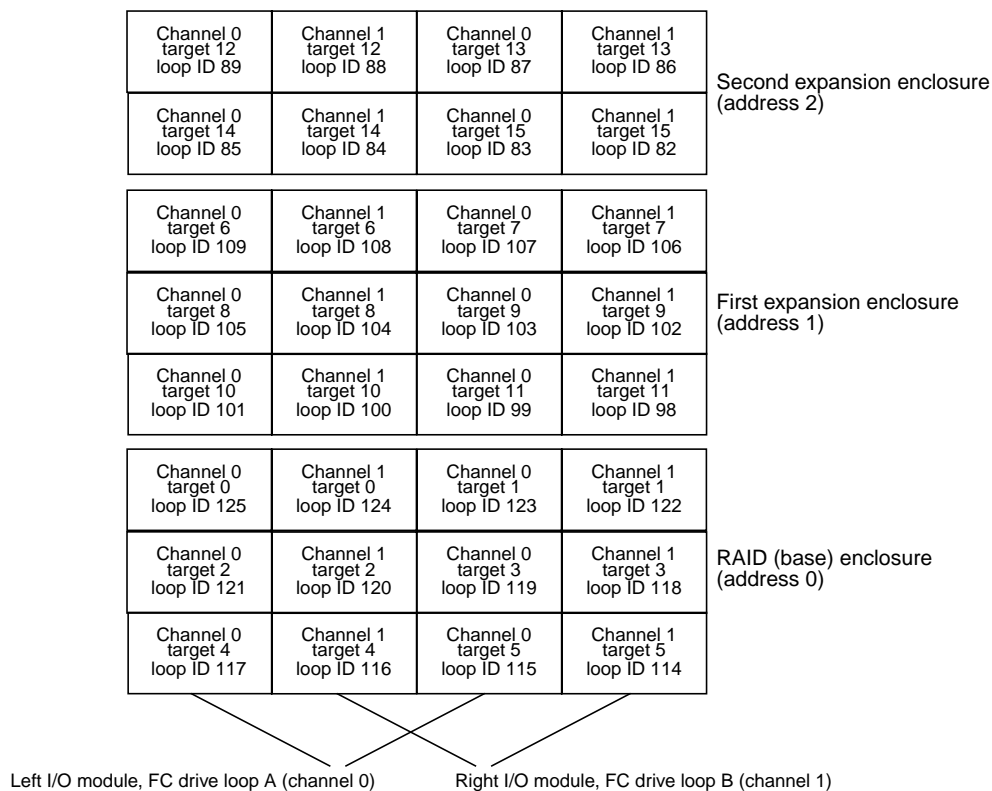 Channel 0
target 12
loop ID 89
Channel 1
target 12
loop ID 88
Channel 0
target 13
loop ID 87
Channel 1
target 13
loop ID 86
Second expansion enclosure
(address 2)
Channel 0
target 14
loop ID 85
Channel 1
target 14
loop ID 84
Channel 0
target 15
loop ID 83
Channel 1
target 15
loop ID 82
Channel 0
target 6
loop ID 109
Channel 1
target 6
loop ID 108
Channel 0
target 7
loop ID 107
Channel 1
target 7
loop ID 106
Channel 0
target 8
loop ID 105
Channel 1
target 8
loop ID 104
Channel 0
target 9
loop ID 103
Channel 1
target 9
loop ID 102
First expansion enclosure
(address 1)
Channel 0
target 10
loop ID 101
Channel 1
target 10
loop ID 100
Channel 0
target 11
loop ID 99
Channel 1
target 11
loop ID 98
Channel 0
target 0
loop ID 125
Channel 1
target 0
loop ID 124
Channel 0
target 1
loop ID 123
Channel 1
target 1
loop ID 122
Channel 0
target 2
loop ID 121
Channel 1
target 2
loop ID 120
Channel 0
target 3
loop ID 119
Channel 1
target 3
loop ID 118
RAID (base) enclosure
(address 0)
Channel 0
target 4
loop ID 117
Channel 1
target 4
loop ID 116
Channel 0
target 5
loop ID 115
Channel 1
target 5
loop ID 114
Left I/O module, FC drive loop A (channel 0)
Right I/O module, FC drive loop B (channel 1)